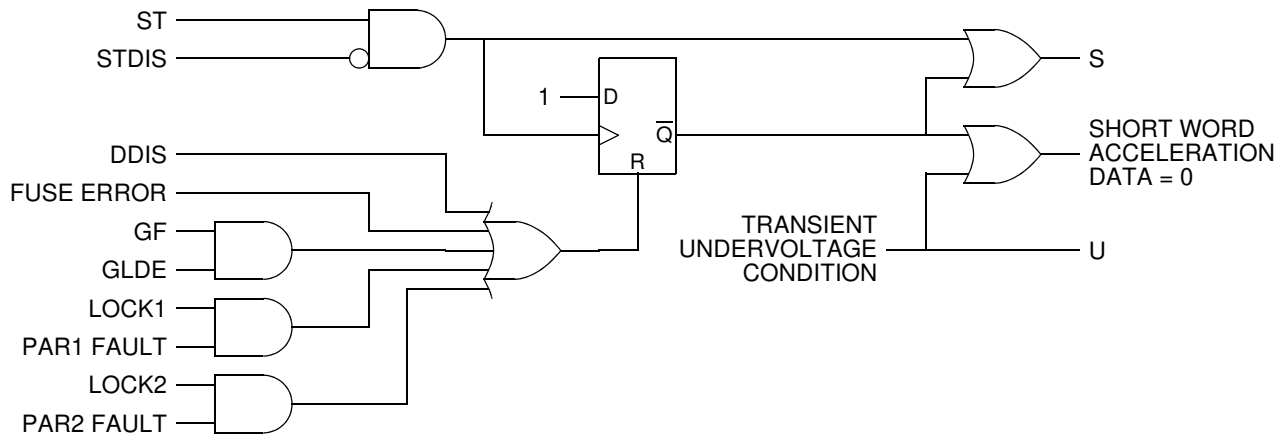 ST
STDIS
1
D
Q
R
S
SHORT WORD
ACCELERATION
DATA = 0
DDIS
FUSE ERROR
GF
GLDE
TRANSIENT
UNDERVOLTAGE
CONDITION
U
LOCK1
PAR1 FAULT
LOCK2
PAR2 FAULT